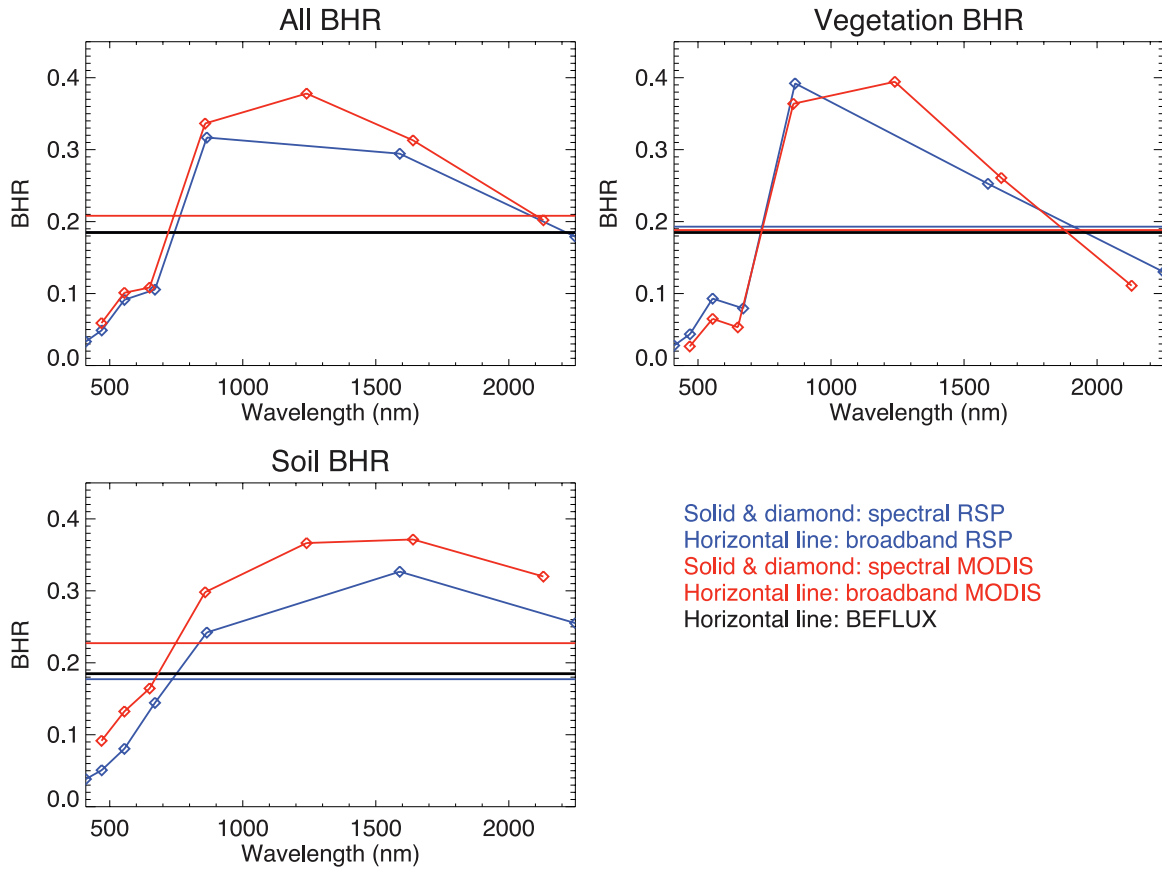 All BHR
0.4
0.3
0.2
0.1
0.0
BHR
500 1000 1500 2000
Wavelength (nm)
Vegetation BHR
0.4
0.3
0.2
0.1
0.0
BHR
500 1000 1500 2000
Wavelength (nm)
Soil BHR
0.4
0.3
0.2
0.1
0.0
BHR
500 1000 1500 2000
Wavelength (nm)
Solid & diamond: spectral RSP
Horizontal line: broadband RSP
Solid & diamond: spectral MODIS
Horizontal line: broadband MODIS
Horizontal line: BEFLUX